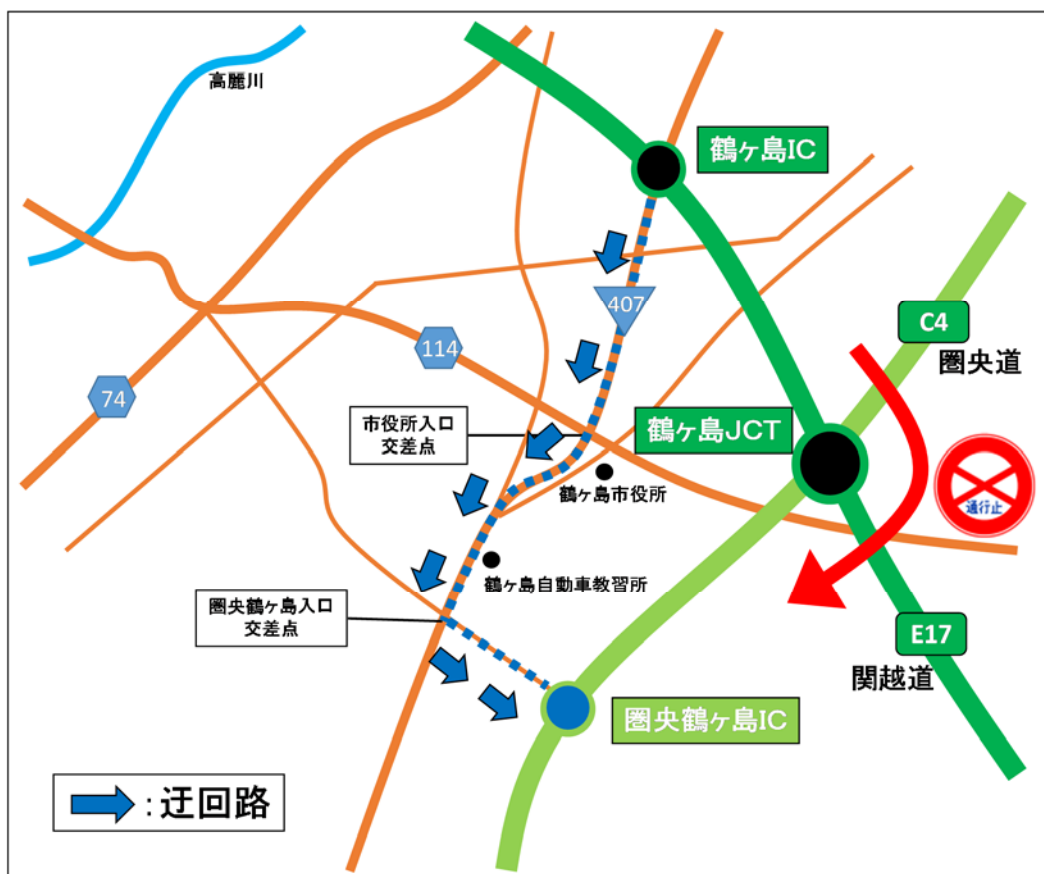 高麗川
鶴ヶ島IC
407
C4
圏央道
114
74
市役所入口
交差点
鶴ヶ島JCT
通行止
鶴ヶ島市役所
鶴ヶ島自動車教習所
圏央鶴ヶ島入口
交差点
E17
関越道
圏央鶴ヶ島IC
:迂回路